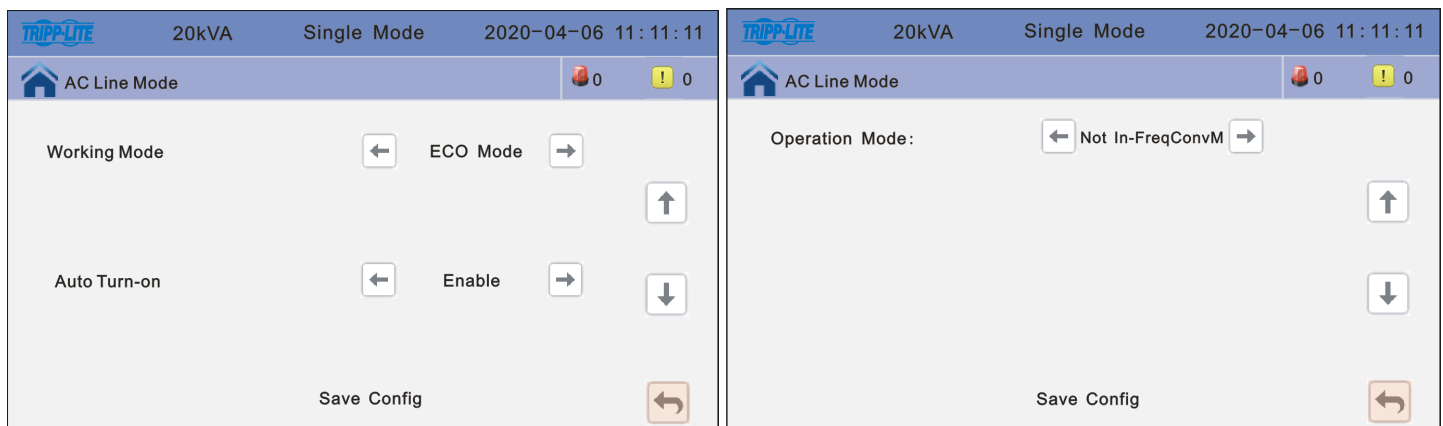 TRIPP-LITE 20kVA Single Mode 2020-04-06 11:11:11
AC Line Mode 0 ! 0
Working Mode ECO Mode
Auto Turn-on Enable
Save Config
TRIPP-LITE 20kVA Single Mode 2020-04-06 11:11:11
AC Line Mode 0 ! 0
Operation Mode: Not In-FreqConvM
Save Config